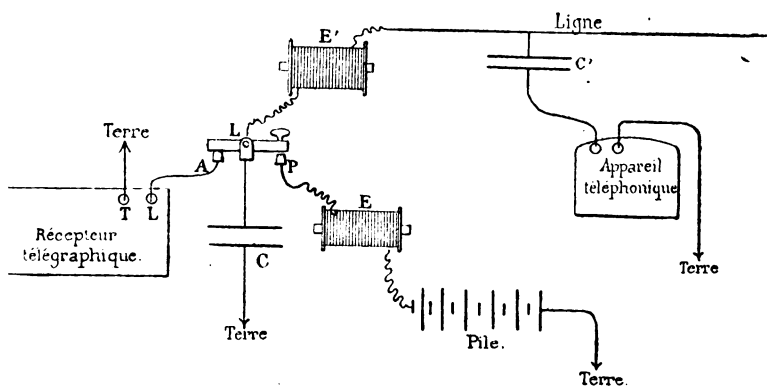 Ligne
E'
C'
Terre
L
A
P
Appareil
téléphonique
T L
E
Récepteur
télégraphique.
C
Terre
Terre
Pile.
Terre.